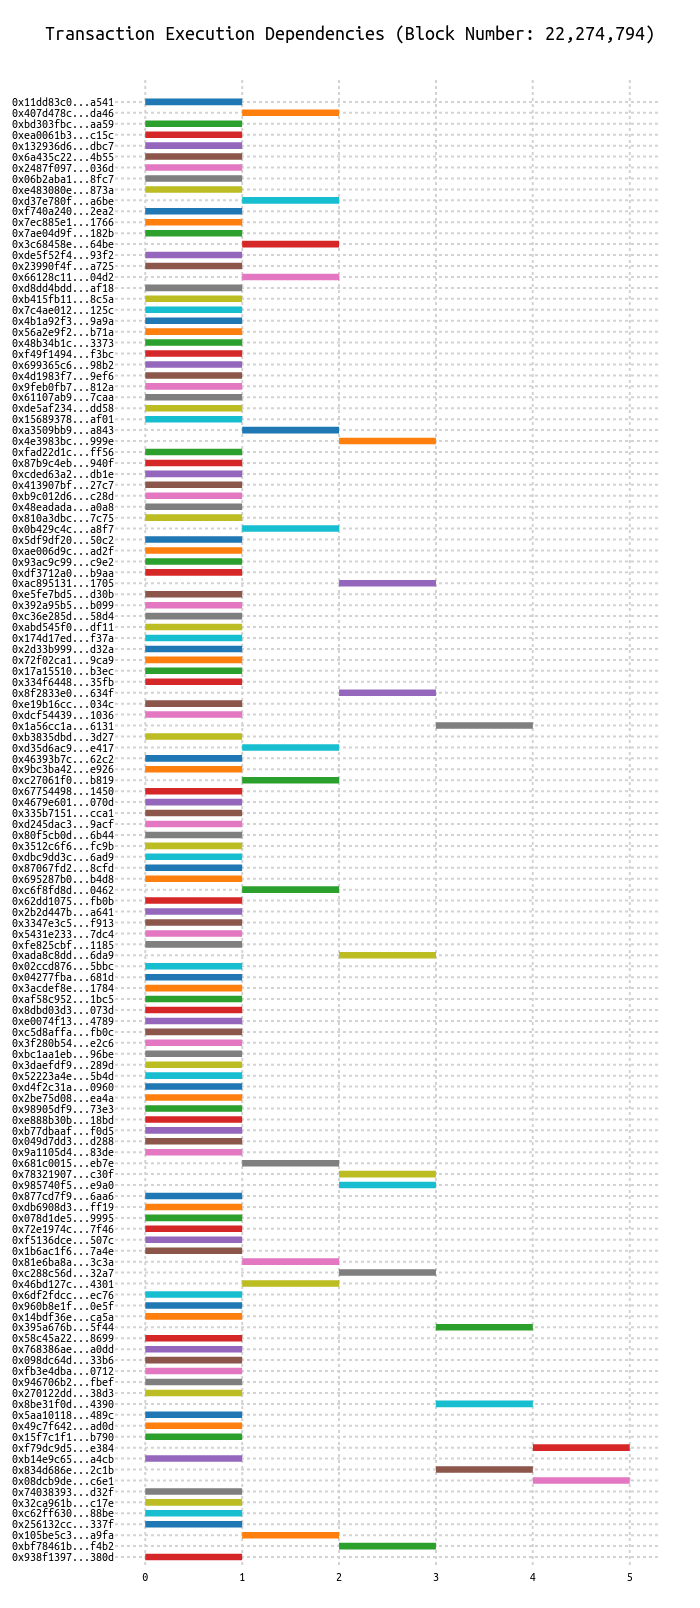 Transaction Execution Dependencies (Block Number: 22,274,794)
0x11dd83c0...a541
0x407d478c...da46
0xbd303fbc...aa59
0xea0061b3...c15c
0x132936d6...dbc7
0x6a435c22...4b55
0x2487f097...036d
0x06b2aba1...8fc7
0xe483080e...873a
0xd37e780f...a6be
0xf740a240...2ea2
0x7ec885e1...1766
0x7ae04d9f...182b
0x3c68458e...64be
0xde5f52f4...93f2
0x23990f4f...a725
0x66128c11...04d2
0xd8dd4bdd...af18
0xb415fb11...8c5a
0x7c4ae012...125c
0x4b1a92f3...9a9a
0x56a2e9f2...b71a
0x48b34b1c...3373
0xf49f1494...f3bc
0x699365c6...98b2
0x4d1983f7...9ef6
0x9feb0fb7...812a
0x61107ab9...7caa
0xde5af234...dd58
0x15689378...af01
0xa3509bb9...a843
0x4e3983bc...999e
0xfad22d1c...ff56
0x87b9c4eb...940f
0xcded63a2...db1e
0x413907bf...27c7
0xb9c012d6...c28d
0x48eadada...a0a8
0x810a3dbc...7c75
0x0b429c4c...a8f7
0x5df9df20...50c2
0xae006d9c...ad2f
0x93ac9c99...c9e2
0xdf3712a0...b9aa
0xac895131...1705
0xe5fe7bd5...d30b
0x392a95b5...b099
0xc36e285d...58d4
0xabd545f0...df11
0x174d17ed...f37a
0x2d33b999...d32a
0x72f02ca1...9ca9
0x17a15510...b3ec
0x334f6448...35fb
0x8f2833e0...634f
0xe19b16cc...034c
0xdcf54439...1036
0x1a56cc1a...6131
0xb3835dbd...3d27
0xd35d6ac9...e417
0x46393b7c...62c2
0x9bc3ba42...e926
0xc27061f0...b819
0x67754498...1450
0x4679e601...070d
0x335b7151...cca1
0xd245dac3...9acf
0x80f5cb0d...6b44
0x3512c6f6...fc9b
0xdbc9dd3c...6ad9
0x87067fd2...8cfd
0x695287b0...b4d8
0xc6f8fd8d...0462
0x62dd1075...fb0b
0x2b2d447b...a641
0x3347e3c5...f913
0x5431e233...7dc4
0xfe825cbf...1185
0xada8c8dd...6da9
0x02ccd876...5bbc
0x04277fba...681d
0x3acdef8e...1784
0xaf58c952...1bc5
0x8dbd03d3...073d
0xe0074f13...4789
0xc5d8affa...fb0c
0x3f280b54...e2c6
0xbc1aa1eb...96be
0x3daefdf9...289d
0x52223a4e...5b4d
0xd4f2c31a...0960
0x2be75d08...ea4a
0x98905df9...73e3
0xe888b30b...18bd
0xb77dbaaf...f0d5
0x049d7dd3...d288
0x9a1105d4...83de
0x681c0015...eb7e
0x78321907...c30f
0x985740f5...e9a0
0x877cd7f9...6aa6
0xdb6908d3...ff19
0x078d1de5...9995
0x72e1974c...7f46
0xf5136dce...507c
0x1b6ac1f6...7a4e
0x81e6ba8a...3c3a
0xc288c56d...32a7
0x46bd127c...4301
0x6df2fdcc...ec76
0x960b8e1f...0e5f
0x14bdf36e...ca5a
0x395a676b...5f44
0x58c45a22...8699
0x768386ae...a0dd
0x098dc64d...33b6
0xfb3e4dba...0712
0x946706b2...fbef
0x270122dd...38d3
0x8be31f0d...4390
0x5aa10118...489c
0x49c7f642...ad0d
0x15f7c1f1...b790
0xf79dc9d5...e384
0xb14e9c65...a4cb
0x834d686e...2c1b
0x08dcb9de...c6e1
0x74038393...d32f
0x32ca961b...c17e
0xc62ff630...88be
0x256132cc...337f
0x105be5c3...a9fa
0xbf78461b...f4b2
0x938f1397...380d
0 1 2 3 4 5